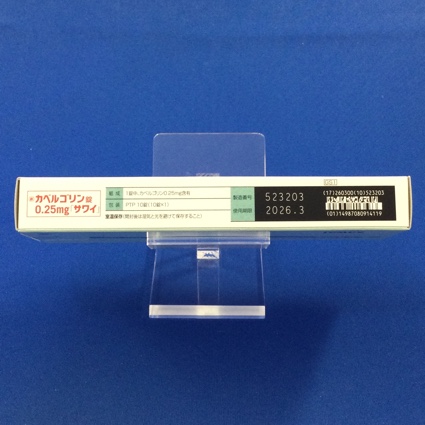 ※カベルゴリン錠
0.25mg「サワイ」
組成 1錠中、カベルゴリン0.25mg含有
包装 PTP 10錠(10錠×1)
室温保存(開封後は湿気と光を避けて保存すること)
製造番号 523203
使用期限 2026.3
(17)260300(10)523203
(01)14987080914119